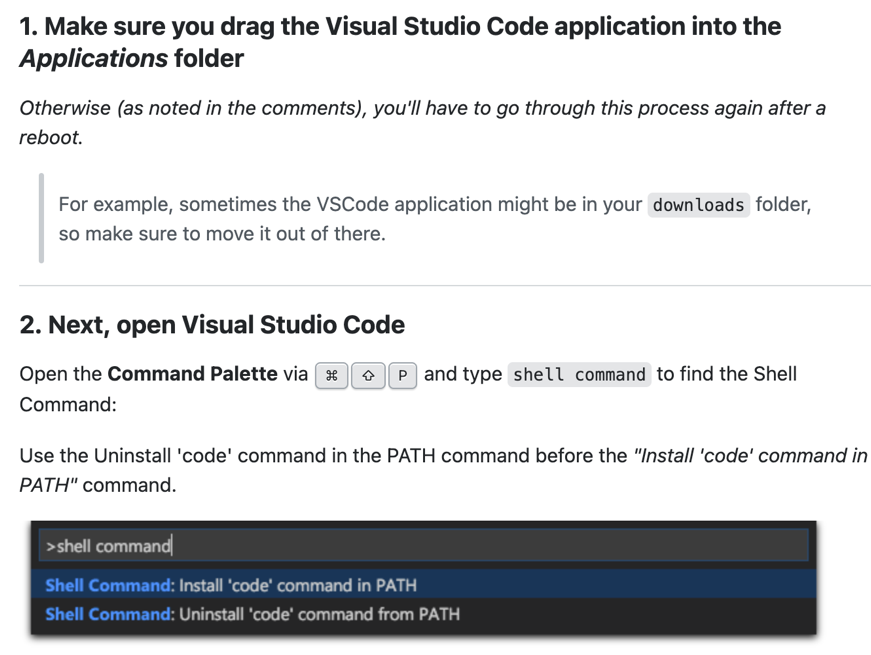 1. Make sure you drag the Visual Studio Code application into the
Applications folder
Otherwise (as noted in the comments), you'll have to go through this process again after a
reboot.
For example, sometimes the VSCode application might be in your downloads folder,
so make sure to move it out of there.
2. Next, open Visual Studio Code
Open the Command Palette via ⌘ ⇧ P and type shell command to find the Shell
Command:
Use the Uninstall 'code' command in the PATH command before the "Install 'code' command in
PATH" command.
>shell command
Shell Command: Install 'code' command in PATH
Shell Command: Uninstall 'code' command from PATH